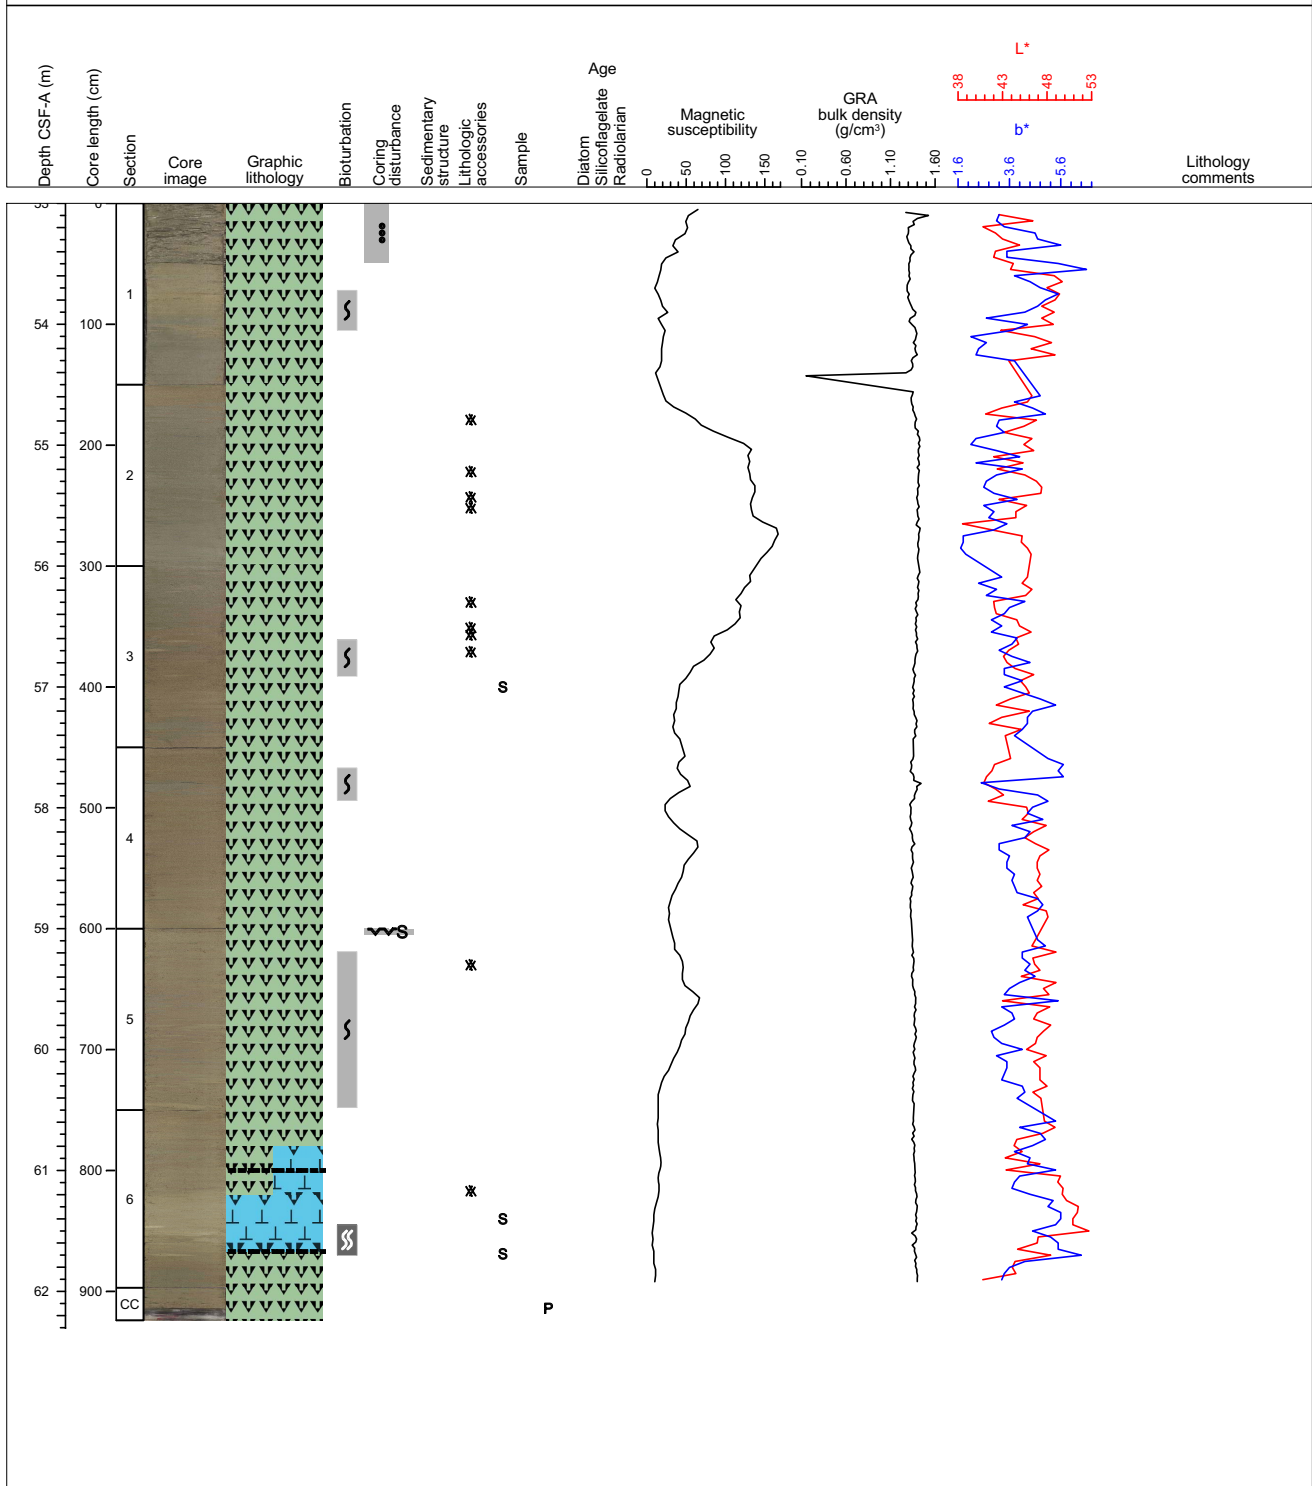 Depth CSF-A (m)
Core length (cm)
Section
Core
image
Graphic
lithology
Bioturbation
Coring
disturbance
Sedimentary
structure
Lithologic
accessories
Sample
Age
Diatom
Silicoflagelate
Radiolarian
Magnetic
susceptibility
0 50 100 150
GRA
bulk density
(g/cm³)
0.10 0.60 1.10 1.60
L*
38 43 48 53
b*
1.6 3.6 5.6
Lithology
comments
53 0
1
54 100
55 200
2
56 300
3
57 400
S
58 500
4
59 600
S
5
60 700
61 800
6
S
S
62 900
CC
P